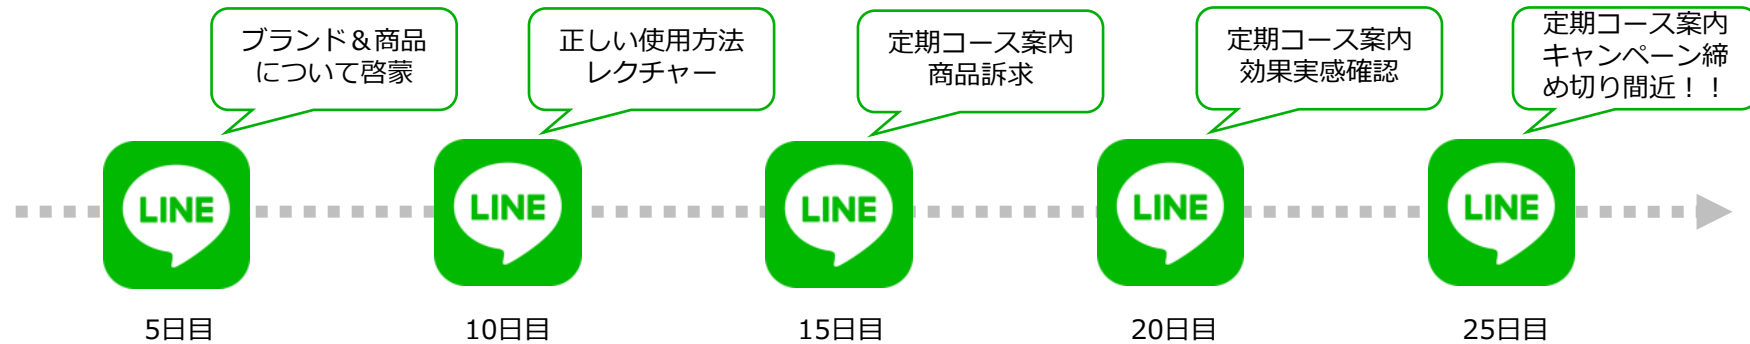 ブランド＆商品
について啓蒙
正しい使用方法
レクチャー
定期コース案内
商品訴求
定期コース案内
効果実感確認
定期コース案内
キャンペーン締
め切り間近！！
LINE
LINE
LINE
LINE
LINE
5日目
10日目
15日目
20日目
25日目